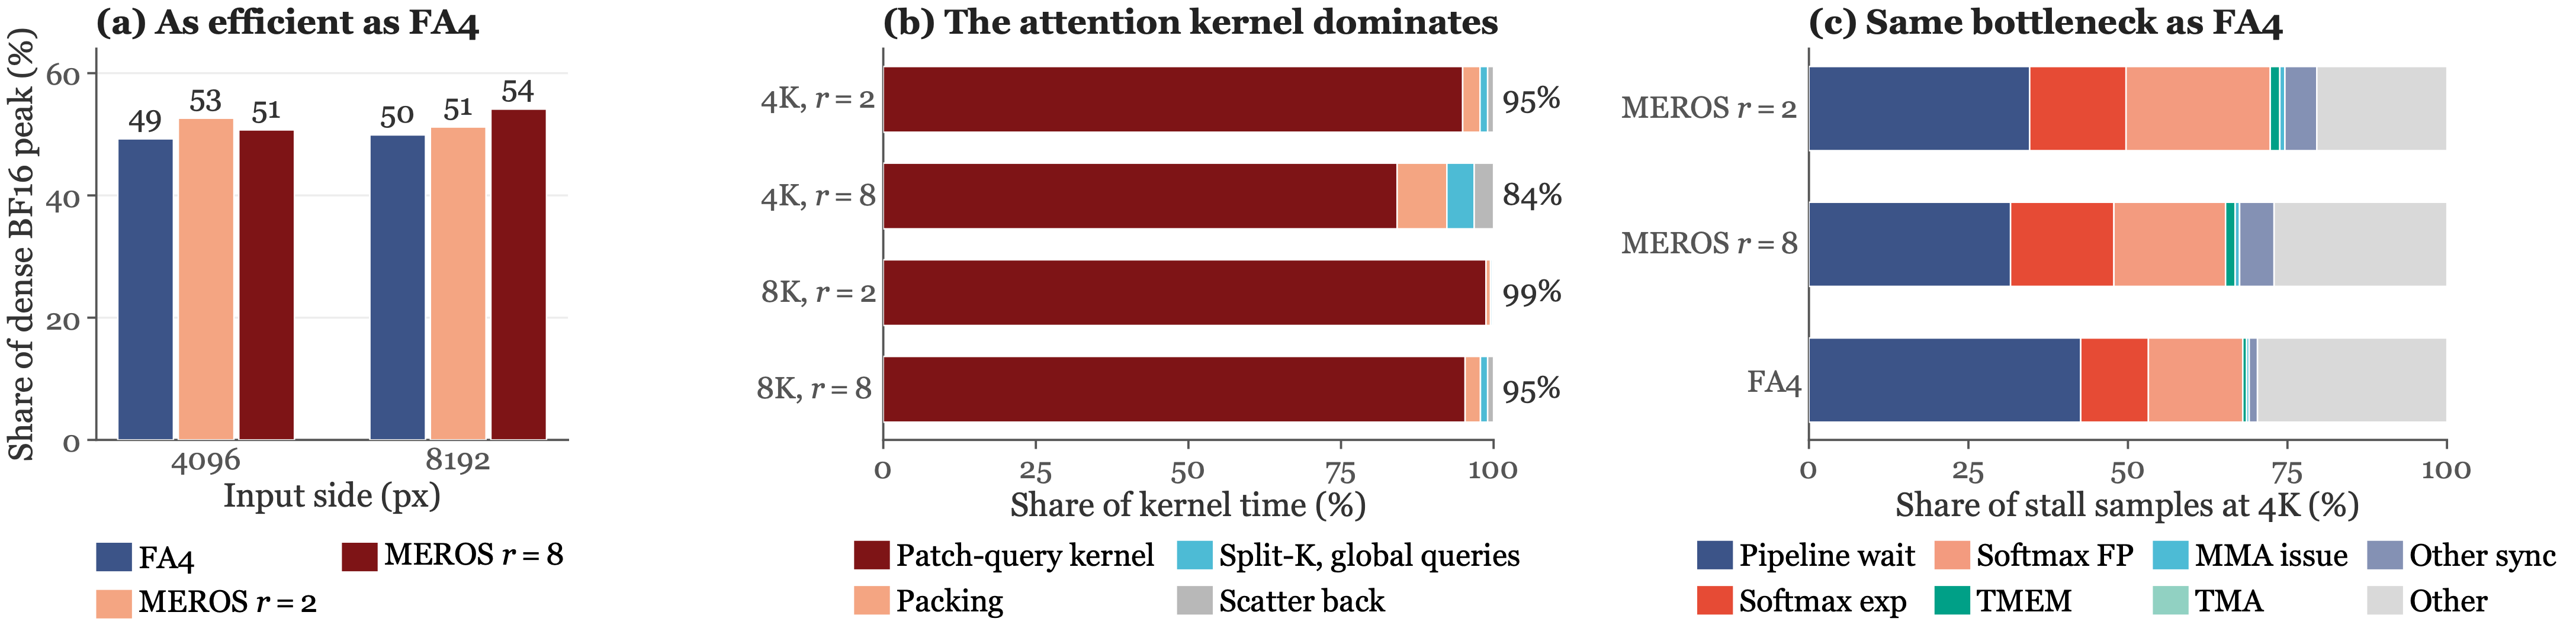 (a) As efficient as FA4
Share of dense BF16 peak (%)
60
40
20
0
49
53
51
50
51
54
4096
8192
Input side (px)
FA4
MEROS r = 8
MEROS r = 2
(b) The attention kernel dominates
4K, r = 2
95%
4K, r = 8
84%
8K, r = 2
99%
8K, r = 8
95%
0
25
50
75
100
Share of kernel time (%)
Patch-query kernel
Split-K, global queries
Packing
Scatter back
(c) Same bottleneck as FA4
MEROS r = 2
MEROS r = 8
FA4
0
25
50
75
100
Share of stall samples at 4K (%)
Pipeline wait
Softmax FP
MMA issue
Other sync
Softmax exp
TMEM
TMA
Other